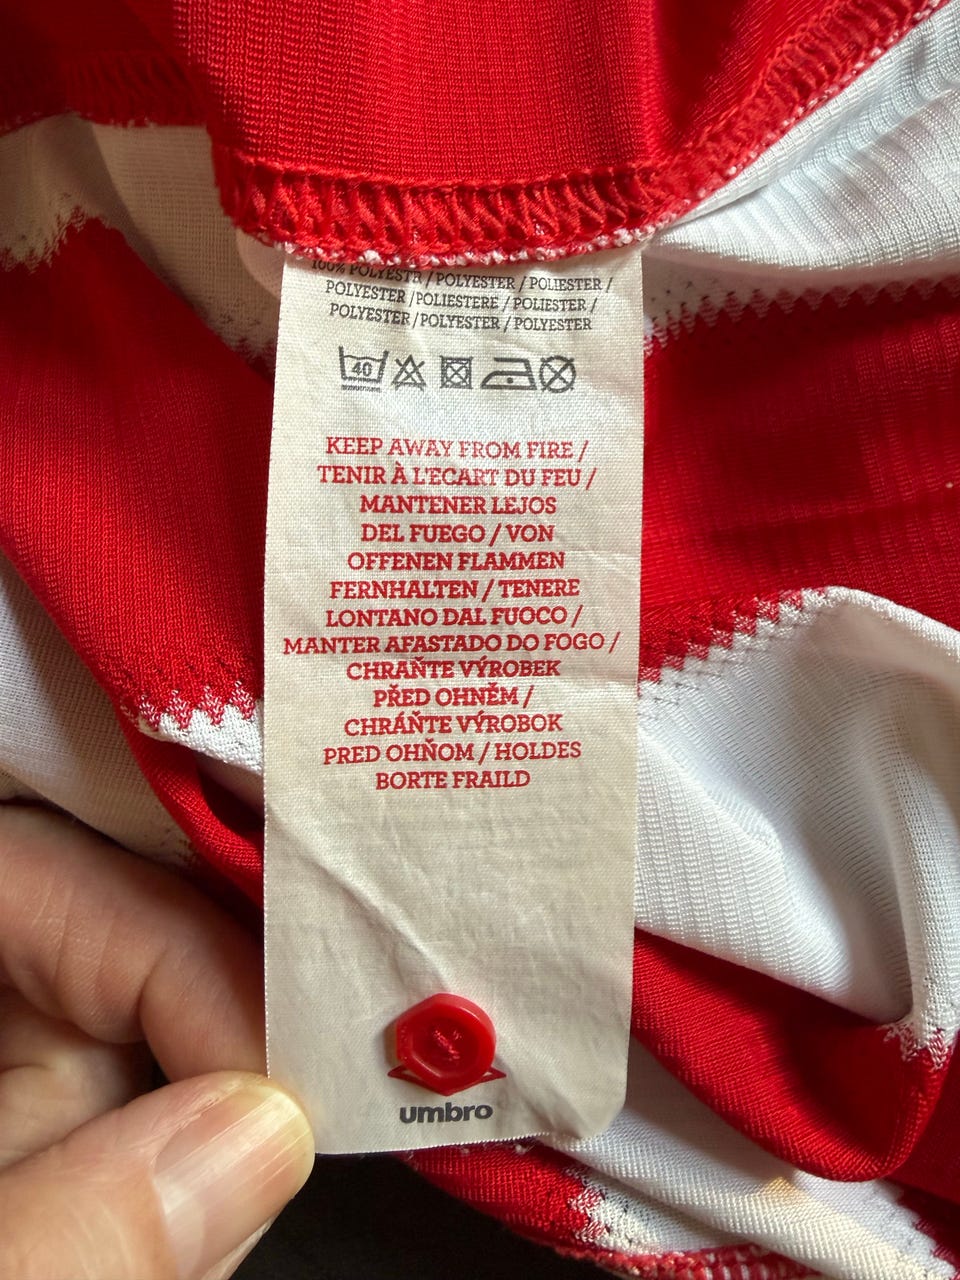 100% POLYESTR / POLYESTER / POLIESTER /
POLYESTER / POLIESTERE / POLIESTER /
POLYESTER / POLYESTER / POLYESTER
40
KEEP AWAY FROM FIRE /
TENIR À L'ECART DU FEU /
MANTENER LEJOS
DEL FUEGO / VON
OFFENEN FLAMMEN
FERNHALTEN / TENERE
LONTANO DAL FUOCO /
MANTER AFASTADO DO FOGO /
CHRAŇTE VÝROBEK
PŘED OHNĚM /
CHRÁŇTE VÝROBOK
PRED OHŇOM / HOLDES
BORTE FRAILD
umbro